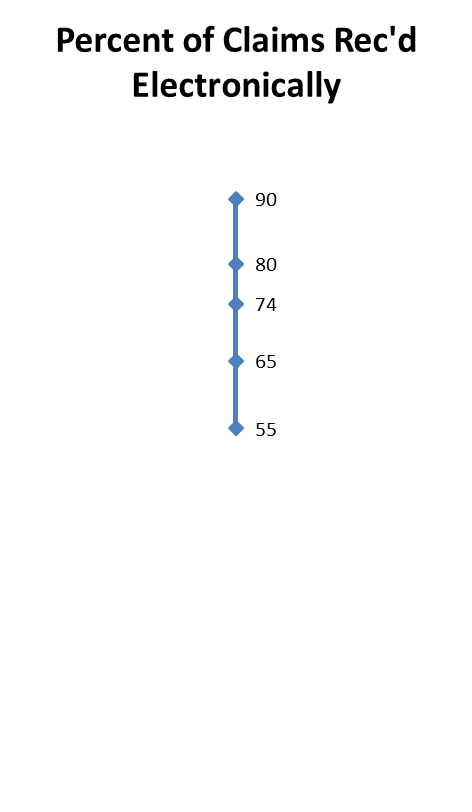 Percent of Claims Rec'd
Electronically
90
80
74
65
55